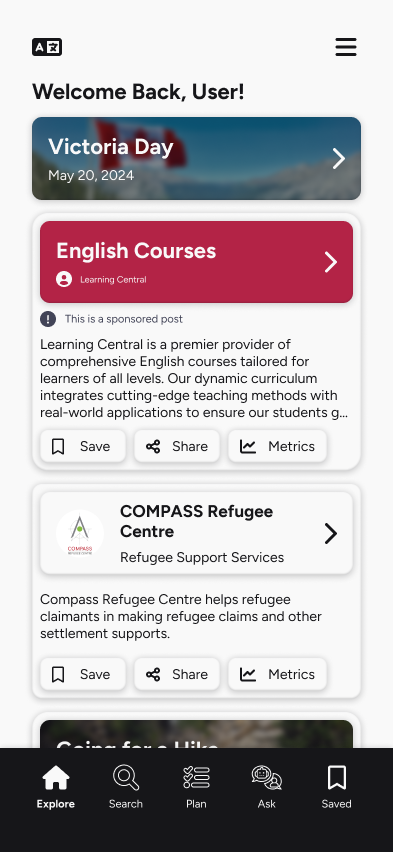 A
Welcome Back, User!
Victoria Day
May 20, 2024
English Courses
Learning Central
This is a sponsored post
Learning Central is a premier provider of
comprehensive English courses tailored for
learners of all levels. Our dynamic curriculum
integrates cutting-edge teaching methods with
real-world applications to ensure our students g...
Save
Share
Metrics
COMPASS
COMPASS Refugee
Centre
Refugee Support Services
Compass Refugee Centre helps refugee
claimants in making refugee claims and other
settlement supports.
Save
Share
Metrics
Going for a Hike
Explore
Search
Plan
Ask
Saved